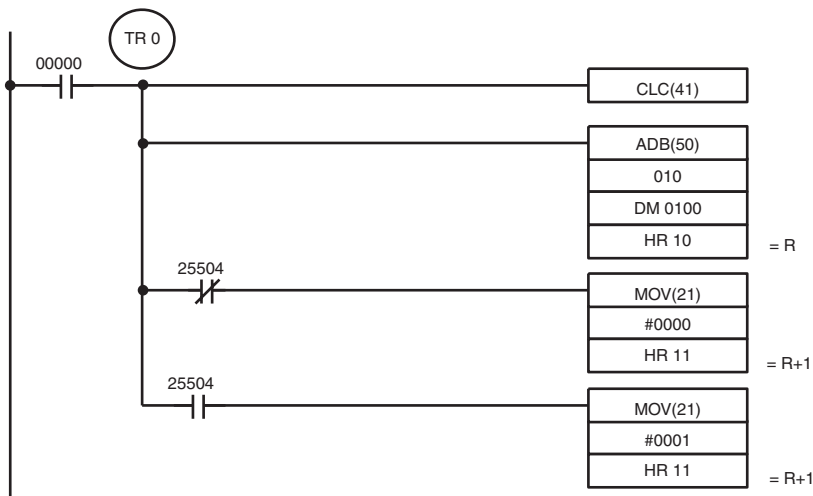 TR 0
00000
CLC(41)
ADB(50)
010
DM 0100
HR 10 = R
25504
MOV(21)
#0000
HR 11 = R+1
25504
MOV(21)
#0001
HR 11 = R+1